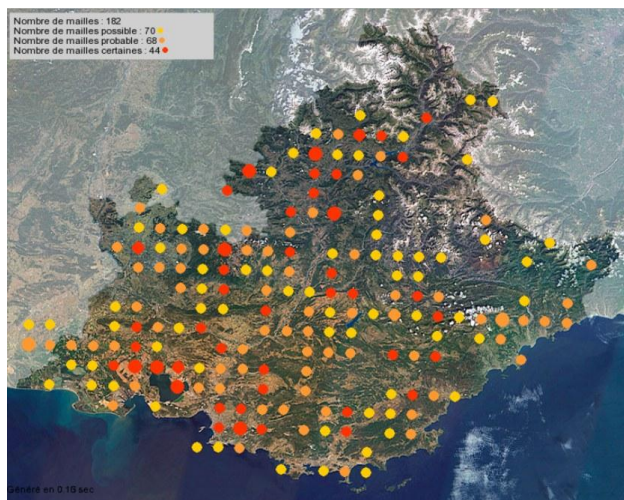 Nombre de mailles : 182
Nombre de mailles possible : 70
Nombre de mailles probable : 68
Nombre de mailles certaines : 44
Généré en 0.16 sec